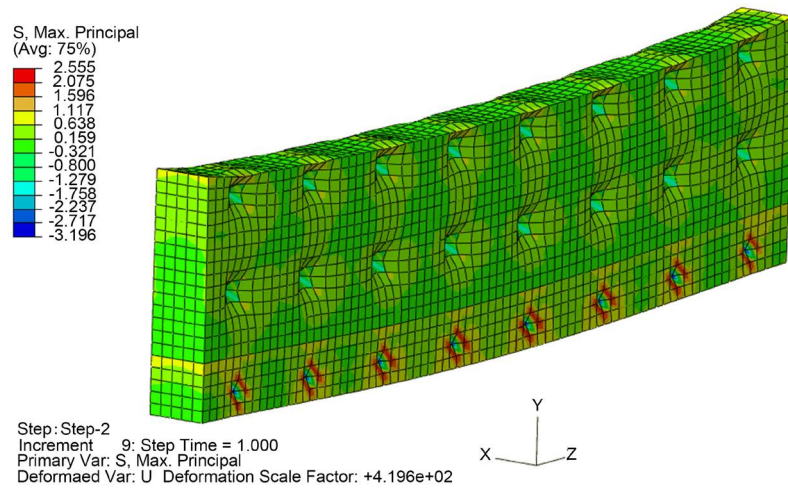 S, Max. Principal
(Avg: 75%)
2.555
2.075
1.596
1.117
0.638
0.159
-0.321
-0.800
-1.279
-1.758
-2.237
-2.717
-3.196
Y
X
Z
Step: Step-2
Increment 9: Step Time = 1.000
Primary Var: S, Max. Principal
Deformaed Var: U Deformation Scale Factor: +4.196e+02